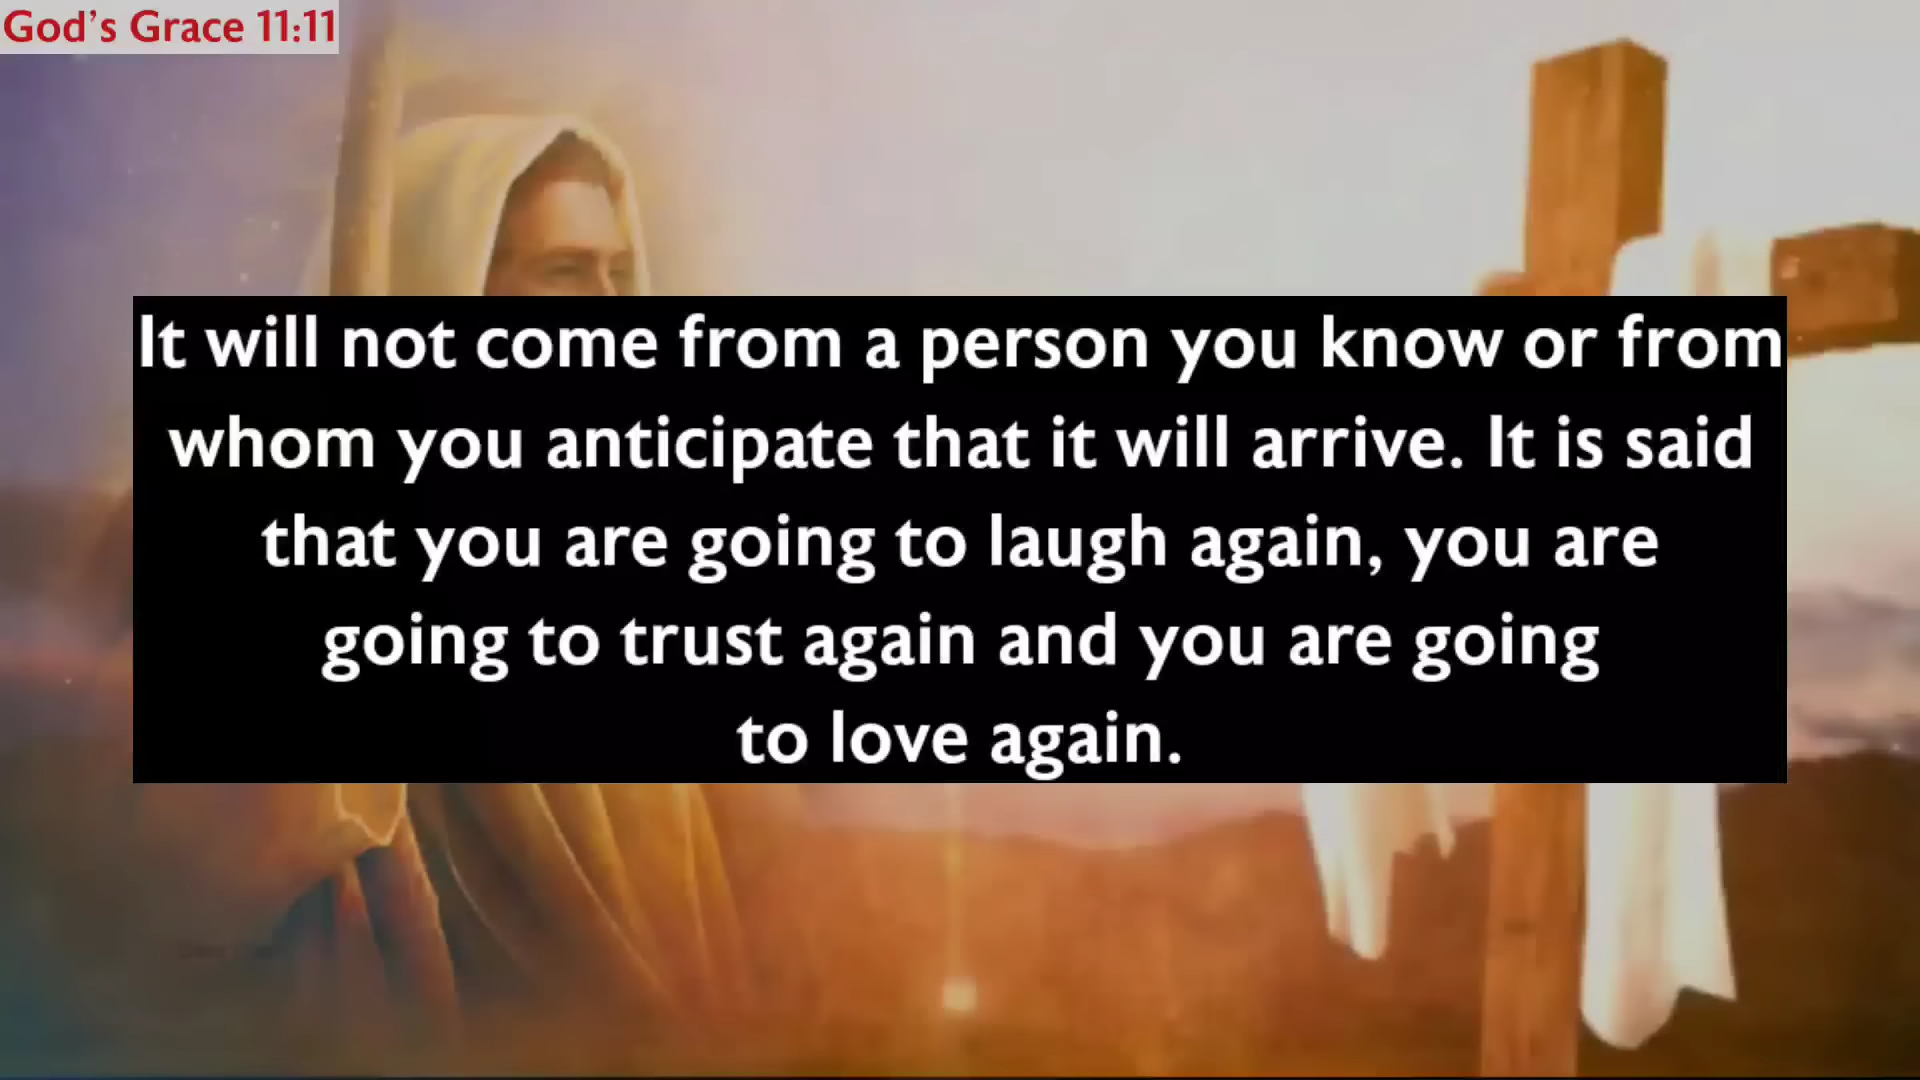 God's Grace 11:11
It will not come from a person you know or from
whom you anticipate that it will arrive. It is said
that you are going to laugh again, you are
going to trust again and you are going
to love again.